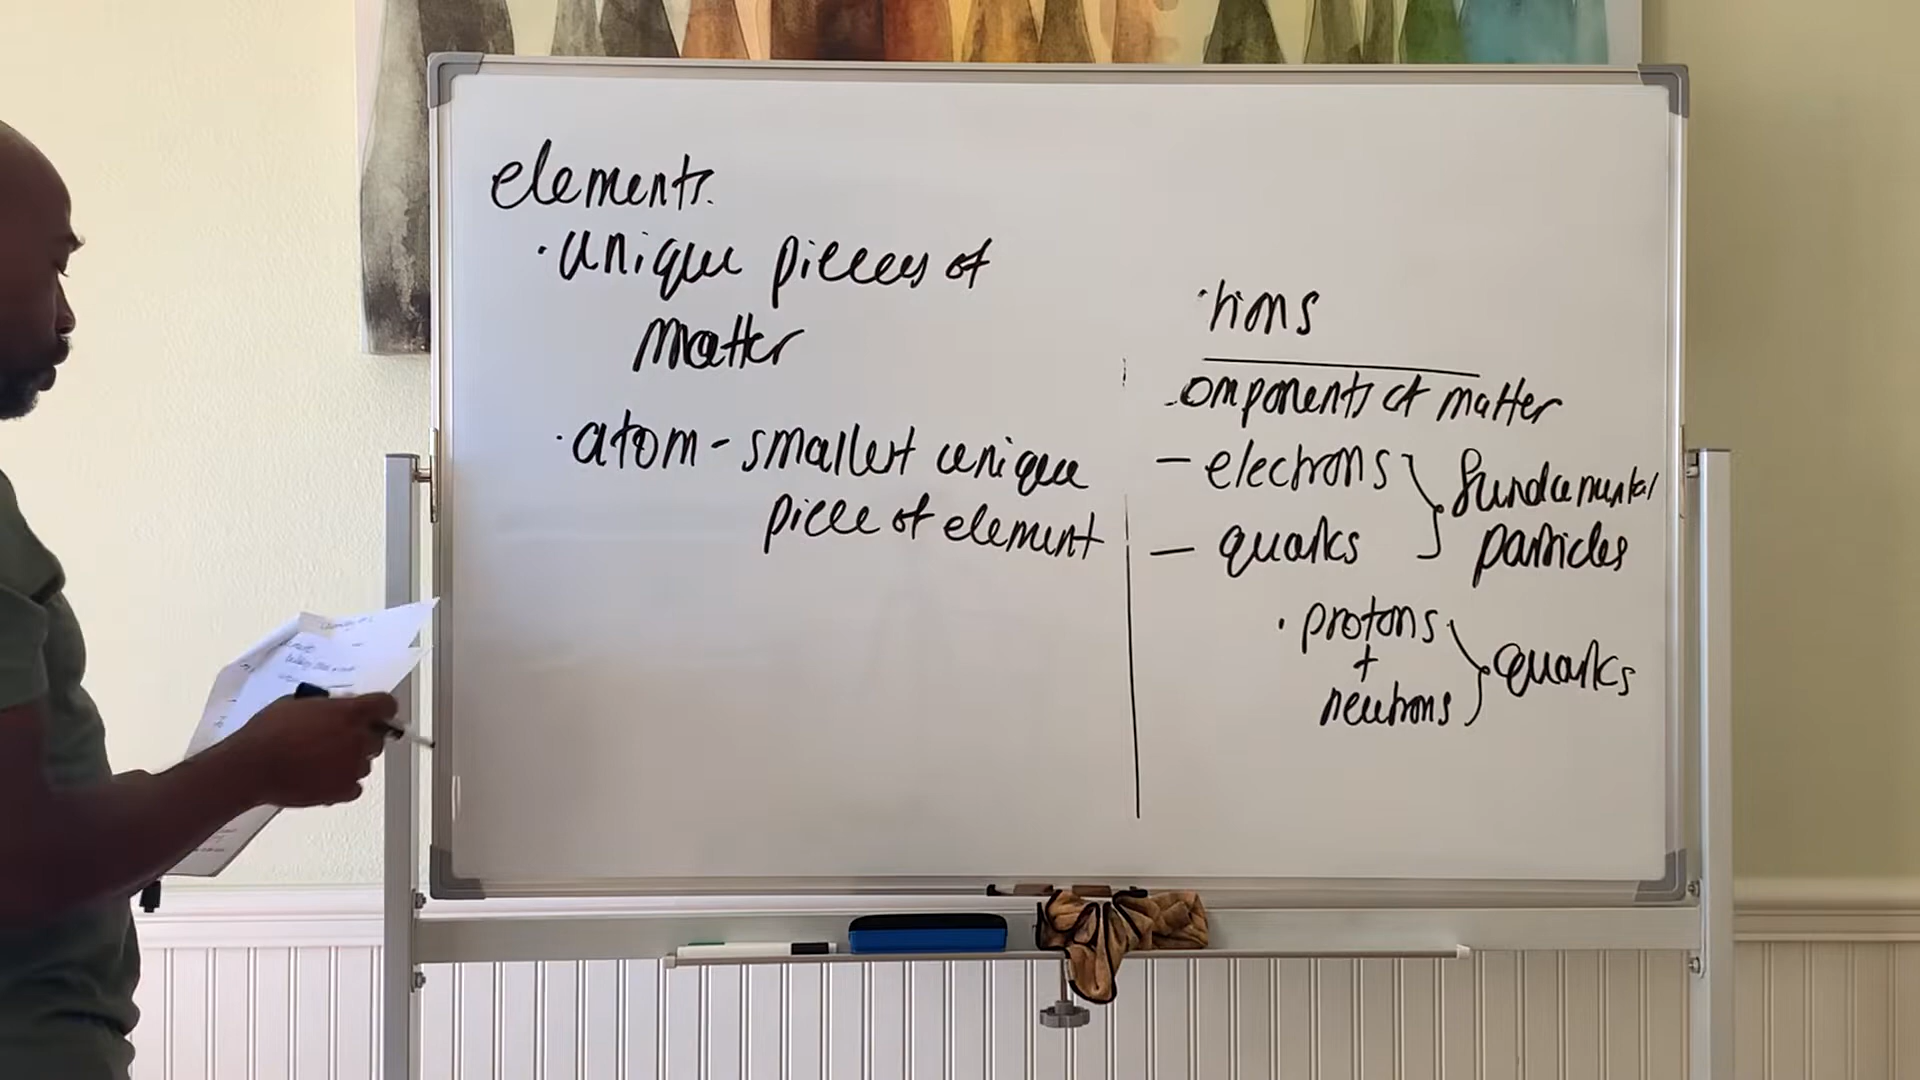 elements.
· unique pieces of
matter
· atom - smallest unique
piece of element
omponents of matter
- electrons } fundamental
- quarks particles
· protons } quarks
+
neutrons